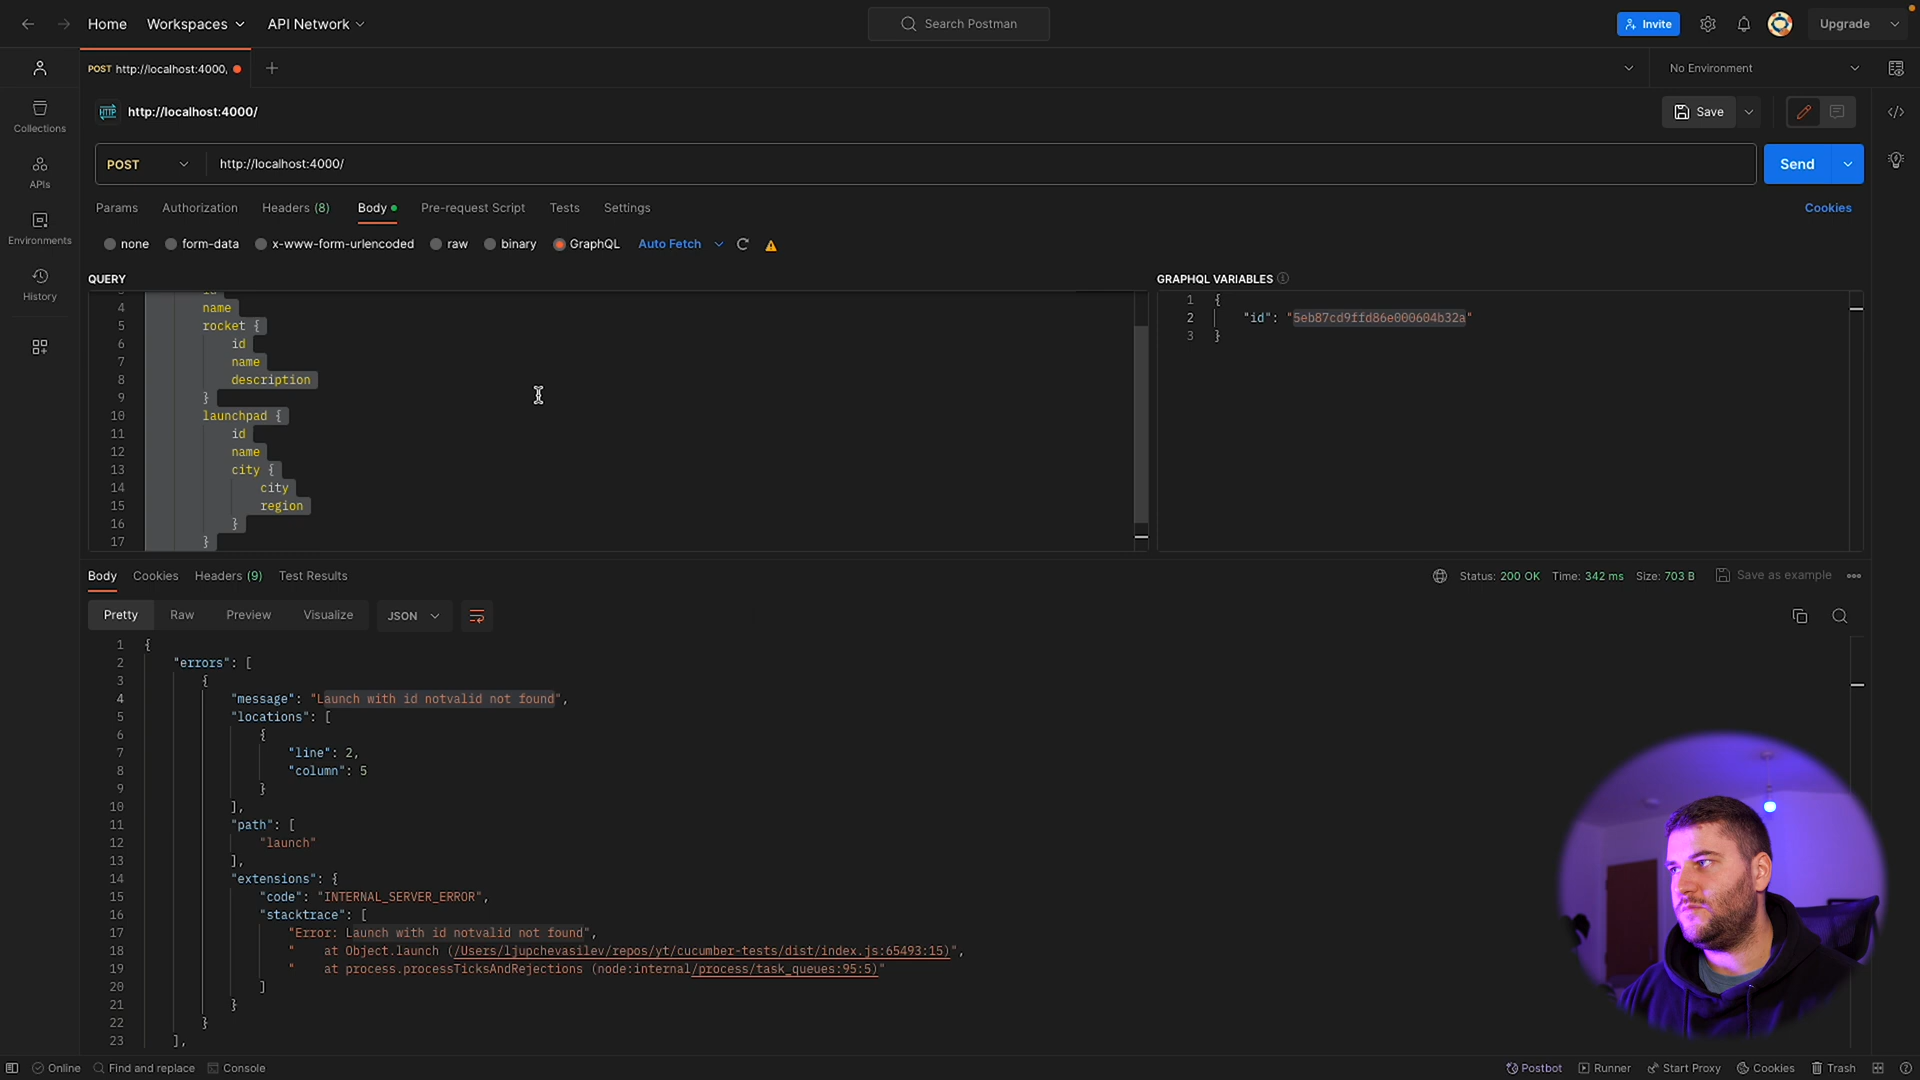 Home Workspaces API Network Search Postman Invite Upgrade
POST http://localhost:4000, No Environment
HTTP http://localhost:4000/ Save
POST http://localhost:4000/ Send
Params Authorization Headers (8) Body Pre-request Script Tests Settings Cookies
none form-data x-www-form-urlencoded raw binary GraphQL Auto Fetch
Collections
APIs
Environments
History
QUERY
4 name
5 rocket {
6 id
7 name
8 description
9 }
10 launchpad {
11 id
12 name
13 city {
14 city
15 region
16 }
17 }
GRAPHQL VARIABLES
1 {
2 "id": "5eb87cd9ffd86e000604b32a"
3 }
Body Cookies Headers (9) Test Results Status: 200 OK Time: 342 ms Size: 703 B Save as example
Pretty Raw Preview Visualize JSON
1 {
2 "errors": [
3 {
4 "message": "Launch with id notvalid not found",
5 "locations": [
6 {
7 "line": 2,
8 "column": 5
9 }
10 ],
11 "path": [
12 "launch"
13 ],
14 "extensions": {
15 "code": "INTERNAL_SERVER_ERROR",
16 "stacktrace": [
17 "Error: Launch with id notvalid not found",
18 " at Object.launch (/Users/ljupchevasilev/repos/yt/cucumber-tests/dist/index.js:65493:15)",
19 " at process.processTicksAndRejections (node:internal/process/task_queues:95:5)"
20 ]
21 }
22 }
23 ],
Online Find and replace Console Postbot Runner Start Proxy Cookies Trash